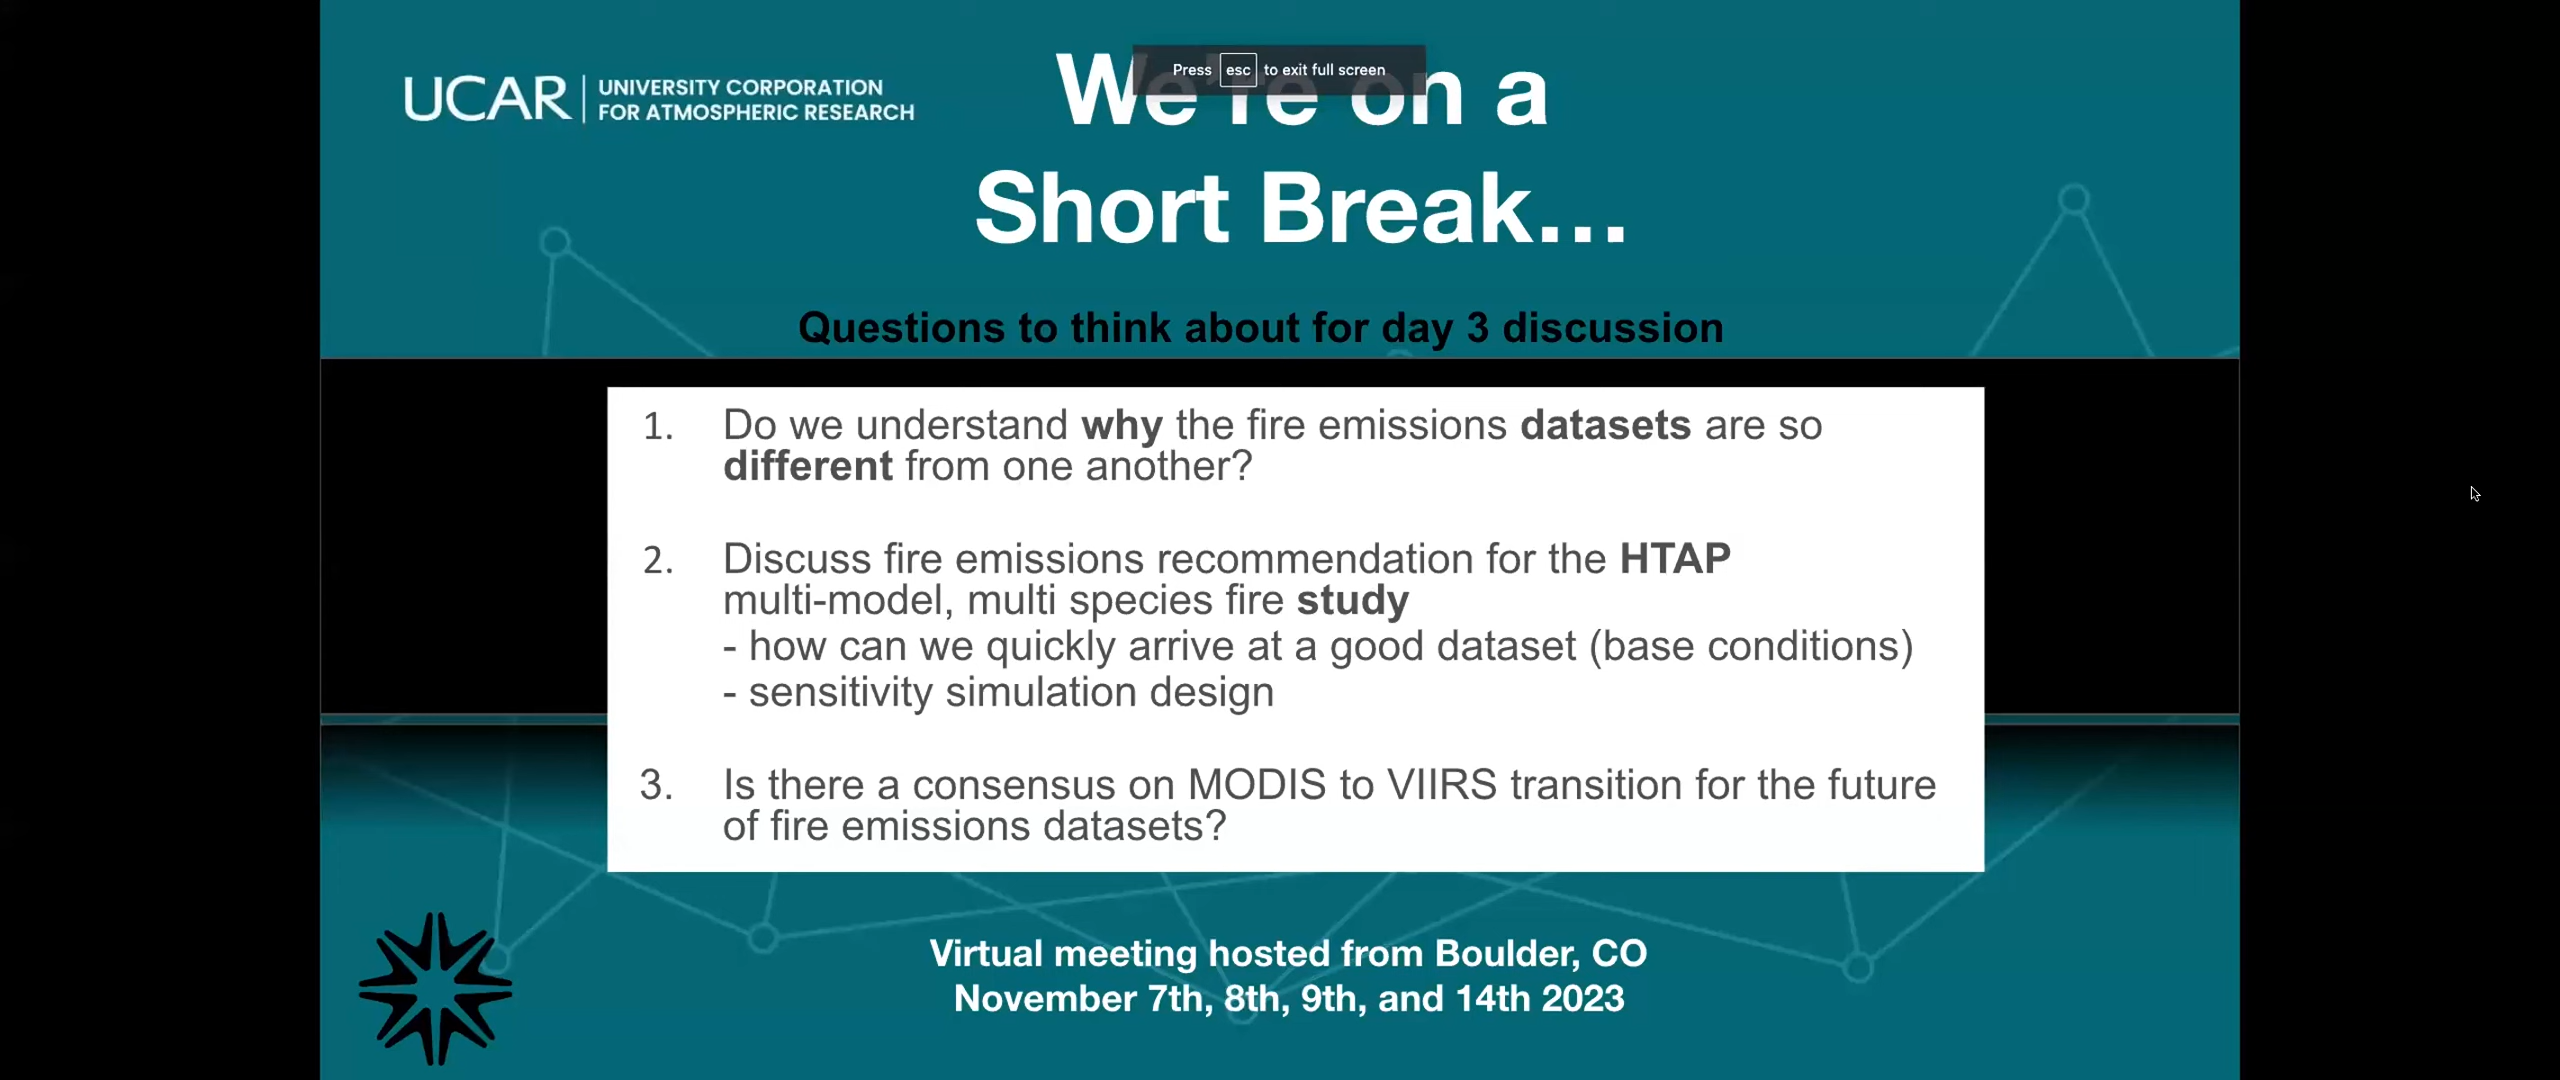 UCAR
UNIVERSITY CORPORATION
FOR ATMOSPHERIC RESEARCH
We're on a
Press esc to exit full screen
Short Break...
Questions to think about for day 3 discussion
1. Do we understand why the fire emissions datasets are so
different from one another?
2. Discuss fire emissions recommendation for the HTAP
multi-model, multi species fire study
- how can we quickly arrive at a good dataset (base conditions)
- sensitivity simulation design
3. Is there a consensus on MODIS to VIIRS transition for the future
of fire emissions datasets?
Virtual meeting hosted from Boulder, CO
November 7th, 8th, 9th, and 14th 2023